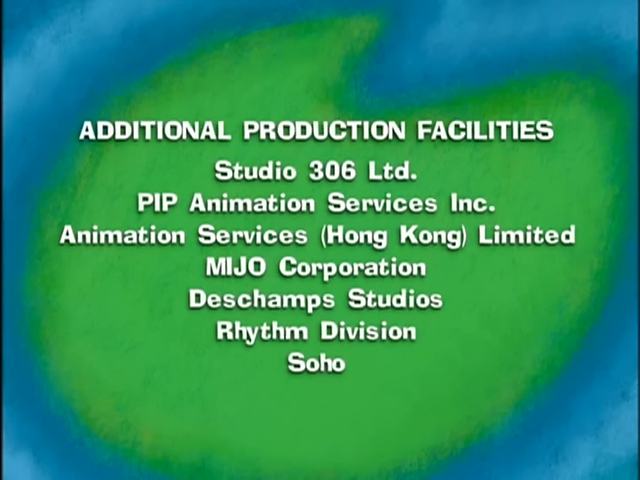 ADDITIONAL PRODUCTION FACILITIES
Studio 306 Ltd.
PIP Animation Services Inc.
Animation Services (Hong Kong) Limited
MIJO Corporation
Deschamps Studios
Rhythm Division
Soho